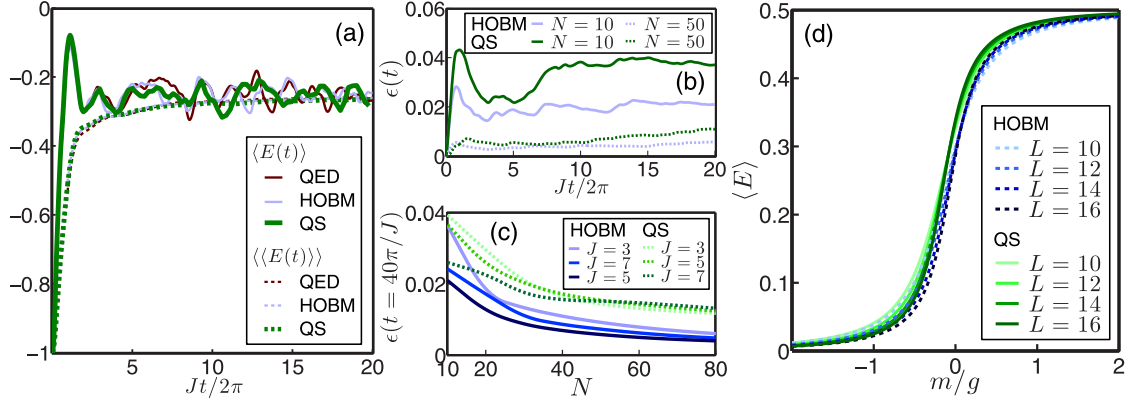 (a)
−0.2
−0.4
−0.6
−0.8
−1
5
10
15
20
Jt/2π
⟨E(t)⟩
QED
HOBM
QS
⟨⟨E(t)⟩⟩
QED
HOBM
QS
HOBM N = 10 N = 50
QS N = 10 N = 50
(b)
ϵ(t)
0.06
0.04
0.02
0
0
5
10
15
20
Jt/2π
(c)
ϵ(t = 40π/J)
0.04
0.02
0
HOBM QS
J = 3 J = 3
J = 7 J = 5
J = 5 J = 7
10
20
40
60
80
N
(d)
⟨E⟩
0.5
0.4
0.3
0.2
0.1
0
HOBM
L = 10
L = 12
L = 14
L = 16
QS
L = 10
L = 12
L = 14
L = 16
−1
0
1
2
m/g